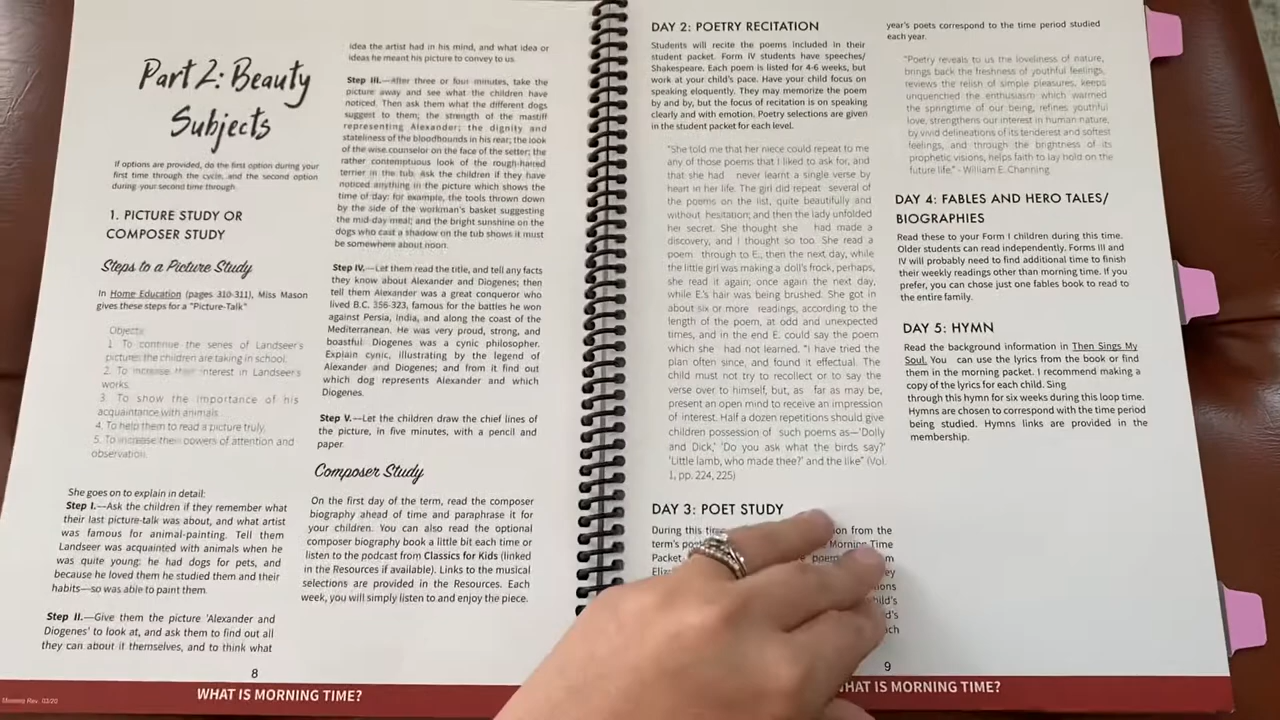 Part 2: Beauty
Subjects
If options are provided, do the first option during your
first time through the cycle, and the second option
during your second time through.
1. PICTURE STUDY OR
COMPOSER STUDY
Steps to a Picture Study
In Home Education (pages 310-311), Miss Mason
gives these steps for a "Picture-Talk"
Objects:
1. To continue the series of Landseer's
pictures the children are taking in school.
2. To increase their interest in Landseer's
works.
3. To show the importance of his
acquaintance with animals.
4. To help them to read a picture truly.
5. To increase their powers of attention and
observation.
She goes on to explain in detail:
Step I.—Ask the children if they remember what
their last picture-talk was about, and what artist
was famous for animal-painting. Tell them
Landseer was acquainted with animals when he
was quite young: he had dogs for pets, and
because he loved them he studied them and their
habits—so was able to paint them.
Step II.—Give them the picture 'Alexander and
Diogenes' to look at, and ask them to find out all
they can about it themselves, and to think what
idea the artist had in his mind, and what idea or
ideas he meant his picture to convey to us.
Step III.—After three or four minutes, take the
picture away and see what the children have
noticed. Then ask them what the different dogs
suggest to them; the strength of the mastiff
representing Alexander; the dignity and
stateliness of the bloodhounds in his rear; the look
of the wise counselor on the face of the setter; the
rather contemptuous look of the rough-haired
terrier in the tub. Ask the children if they have
noticed anything in the picture which shows the
time of day: for example, the tools thrown down
by the side of the workman's basket suggesting
the mid-day meal; and the bright sunshine on the
dogs who cast a shadow on the tub shows it must
be somewhere about noon.
Step IV.—Let them read the title, and tell any facts
they know about Alexander and Diogenes; then
tell them Alexander was a great conqueror who
lived B.C. 356-323, famous for the battles he won
against Persia, India, and along the coast of the
Mediterranean. He was very proud, strong, and
boastful. Diogenes was a cynic philosopher.
Explain cynic, illustrating by the legend of
Alexander and Diogenes; and from it find out
which dog represents Alexander and which
Diogenes.
Step V.—Let the children draw the chief lines of
the picture, in five minutes, with a pencil and
paper.
Composer Study
On the first day of the term, read the composer
biography ahead of time and paraphrase it for
your children. You can also read the optional
composer biography book a little bit each time or
listen to the podcast from Classics for Kids (linked
in the Resources if available). Links to the musical
selections are provided in the Resources. Each
week, you will simply listen to and enjoy the piece.
8
WHAT IS MORNING TIME?
Morning Rev. 03/20
DAY 2: POETRY RECITATION
Students will recite the poems included in their
student packet. Form IV students have speeches/
Shakespeare. Each poem is listed for 4-6 weeks, but
work at your child's pace. Have your child focus on
speaking eloquently. They may memorize the poem
by and by, but the focus of recitation is on speaking
clearly and with emotion. Poetry selections are given
in the student packet for each level.
"She told me that her niece could repeat to me
any of those poems that I liked to ask for, and
that she had never learnt a single verse by
heart in her life. The girl did repeat several of
the poems on the list, quite beautifully and
without hesitation; and then the lady unfolded
her secret. She thought she had made a
discovery, and I thought so too. She read a
poem through to E., then the next day, while
the little girl was making a doll's frock, perhaps,
she read it again; once again the next day,
while E.'s hair was being brushed. She got in
about six or more readings, according to the
length of the poem, at odd and unexpected
times, and in the end E. could say the poem
which she had not learned. "I have tried the
plan often since, and found it effectual. The
child must not try to recollect or to say the
verse over to himself, but, as far as may be,
present an open mind to receive an impression
of interest. Half a dozen repetitions should give
children possession of such poems as—'Dolly
and Dick,' 'Do you ask what the birds say?'
'Little lamb, who made thee?' and the like" (Vol.
1, pp. 224, 225)
DAY 3: POET STUDY
During this on from the
term's Morning Time
Packet
year's poets correspond to the time period studied
each year.
"Poetry reveals to us the loveliness of nature,
brings back the freshness of youthful feelings,
reviews the relish of simple pleasures, keeps
unquenched the enthusiasm which warmed
the springtime of our being, refines youthful
love, strengthens our interest in human nature,
by vivid delineations of its tenderest and softest
feelings, and through the brightness of its
prophetic visions, helps faith to lay hold on the
future life." - William E. Channing
DAY 4: FABLES AND HERO TALES/
BIOGRAPHIES
Read these to your Form I children during this time.
Older students can read independently. Forms III and
IV will probably need to find additional time to finish
their weekly readings other than morning time. If you
prefer, you can chose just one fables book to read to
the entire family.
DAY 5: HYMN
Read the background information in Then Sings My
Soul. You can use the lyrics from the book or find
them in the morning packet. I recommend making a
copy of the lyrics for each child. Sing
through this hymn for six weeks during this loop time.
Hymns are chosen to correspond with the time period
being studied. Hymns links are provided in the
membership.
9
WHAT IS MORNING TIME?